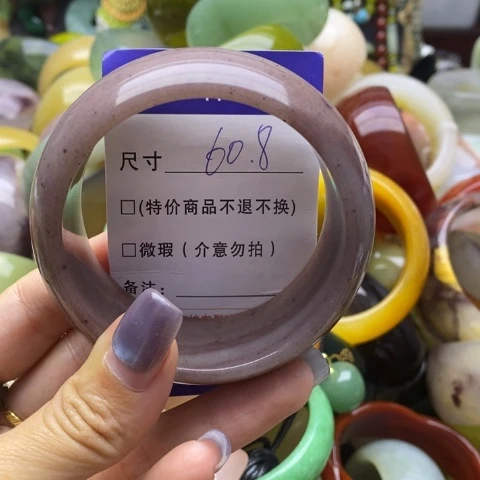 尺寸 60.8
□(特价商品不退不换)
□微瑕(介意勿拍)
备注: